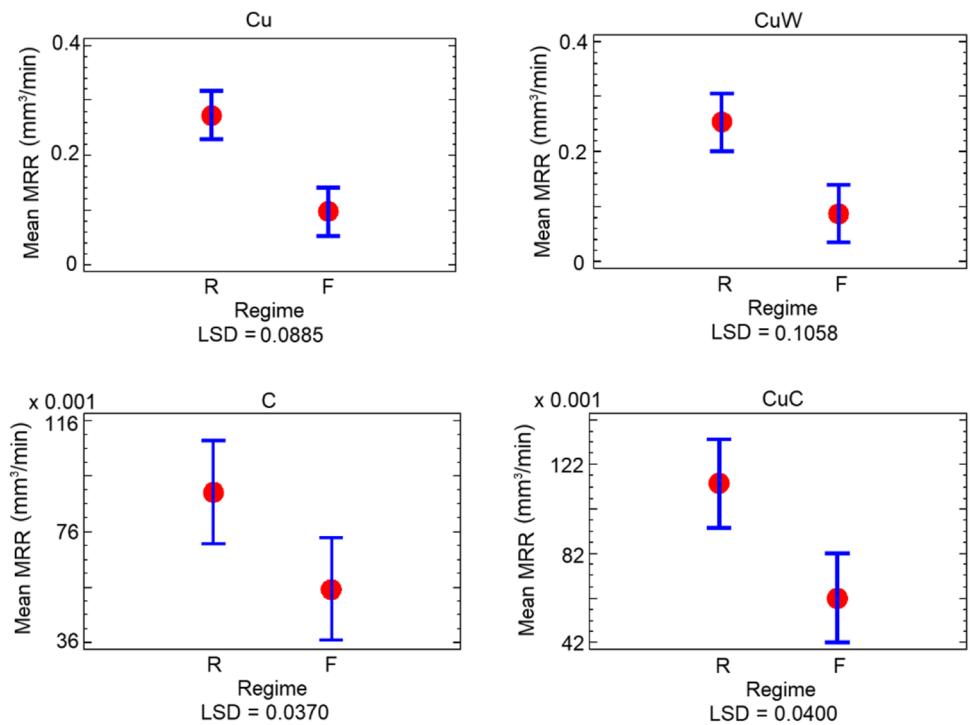 Cu
Mean MRR (mm³/min)
0.4
0.2
0
R F
Regime
LSD = 0.0885
CuW
Mean MRR (mm³/min)
0.4
0.2
0
R F
Regime
LSD = 0.1058
x 0.001
C
Mean MRR (mm³/min)
116
76
36
R F
Regime
LSD = 0.0370
x 0.001
CuC
Mean MRR (mm³/min)
122
82
42
R F
Regime
LSD = 0.0400